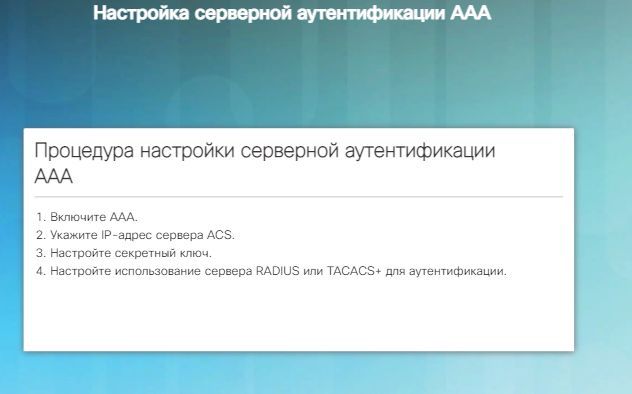 Настройка серверной аутентификации AAA
Процедура настройки серверной аутентификации
AAA
1. Включите AAA.
2. Укажите IP-адрес сервера ACS.
3. Настройте секретный ключ.
4. Настройте использование сервера RADIUS или TACACS+ для аутентификации.